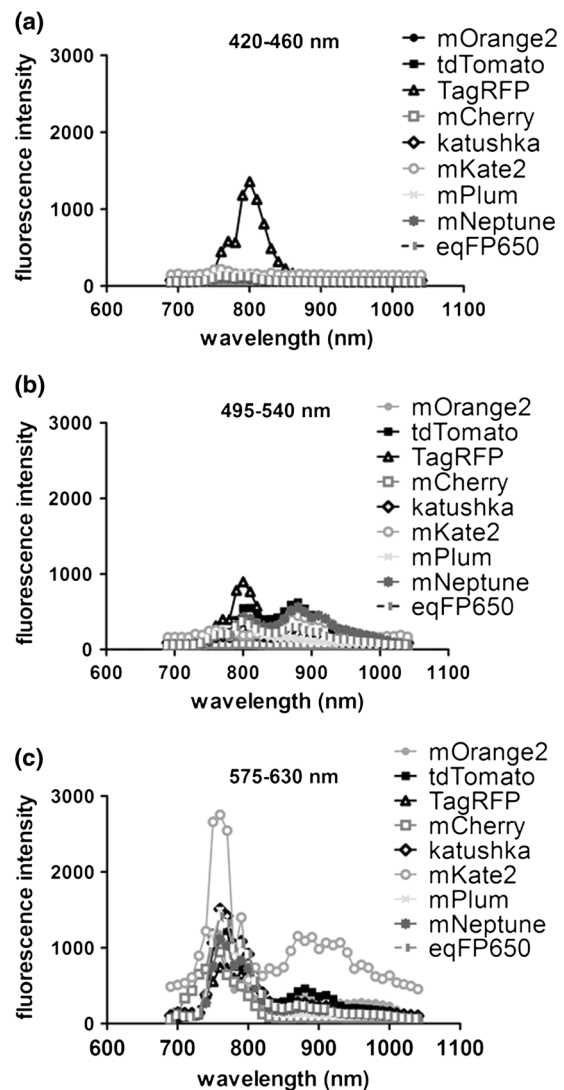 (a)
420-460 nm
3000
2000
1000
0
600 700 800 900 1000 1100
fluorescence intensity
wavelength (nm)
mOrange2
tdTomato
TagRFP
mCherry
katushka
mKate2
mPlum
mNeptune
eqFP650
(b)
495-540 nm
3000
2000
1000
0
600 700 800 900 1000 1100
fluorescence intensity
wavelength (nm)
mOrange2
tdTomato
TagRFP
mCherry
katushka
mKate2
mPlum
mNeptune
eqFP650
(c)
575-630 nm
3000
2000
1000
0
600 700 800 900 1000 1100
fluorescence intensity
wavelength (nm)
mOrange2
tdTomato
TagRFP
mCherry
katushka
mKate2
mPlum
mNeptune
eqFP650